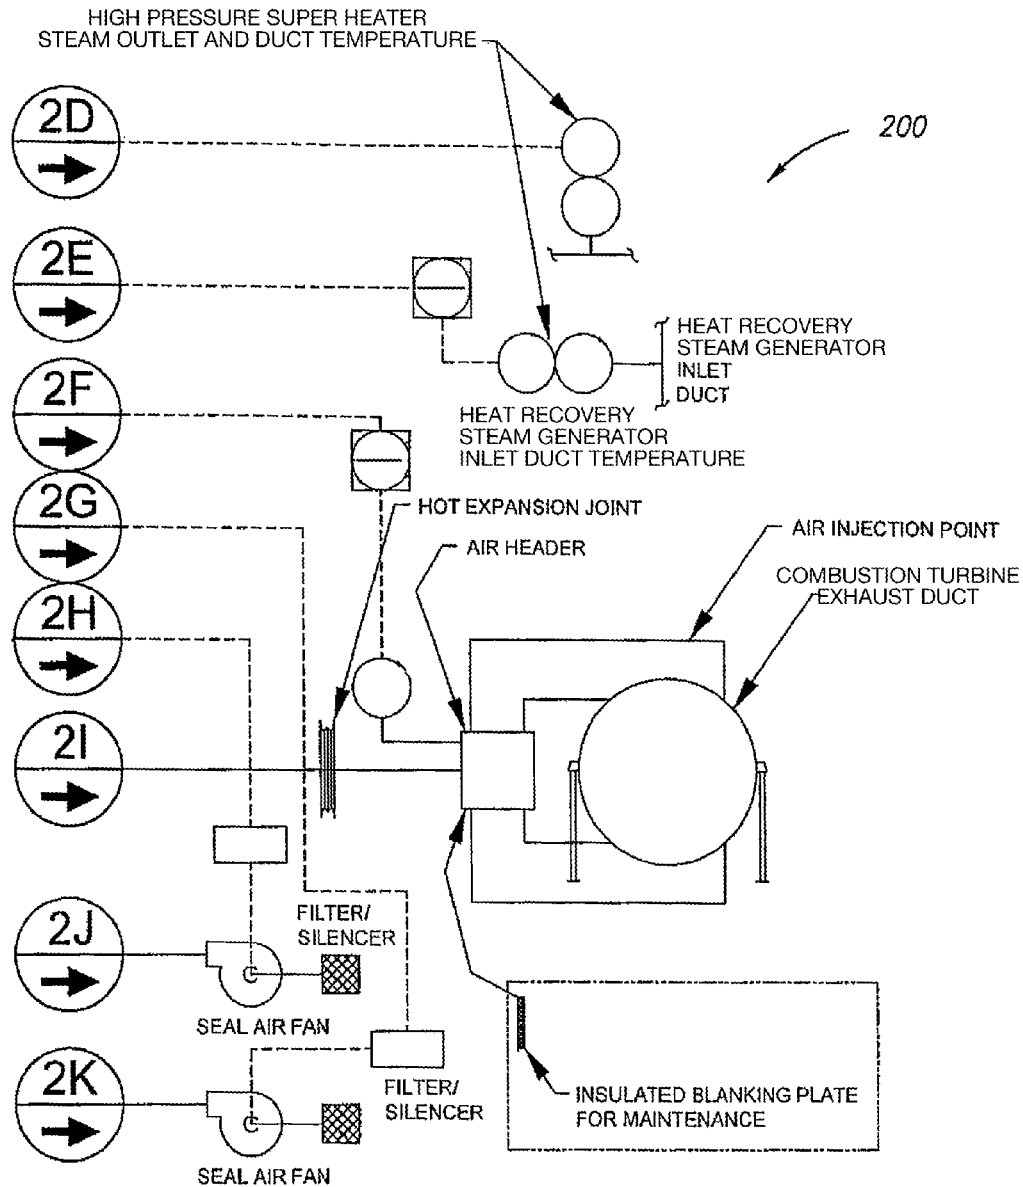 HIGH PRESSURE SUPER HEATER
STEAM OUTLET AND DUCT TEMPERATURE
2D
200
2E
HEAT RECOVERY
STEAM GENERATOR
INLET
DUCT
2F
HEAT RECOVERY
STEAM GENERATOR
INLET DUCT TEMPERATURE
2G
HOT EXPANSION JOINT
AIR HEADER
AIR INJECTION POINT
COMBUSTION TURBINE
EXHAUST DUCT
2H
2I
2J
FILTER/
SILENCER
SEAL AIR FAN
2K
FILTER/
SILENCER
SEAL AIR FAN
INSULATED BLANKING PLATE
FOR MAINTENANCE